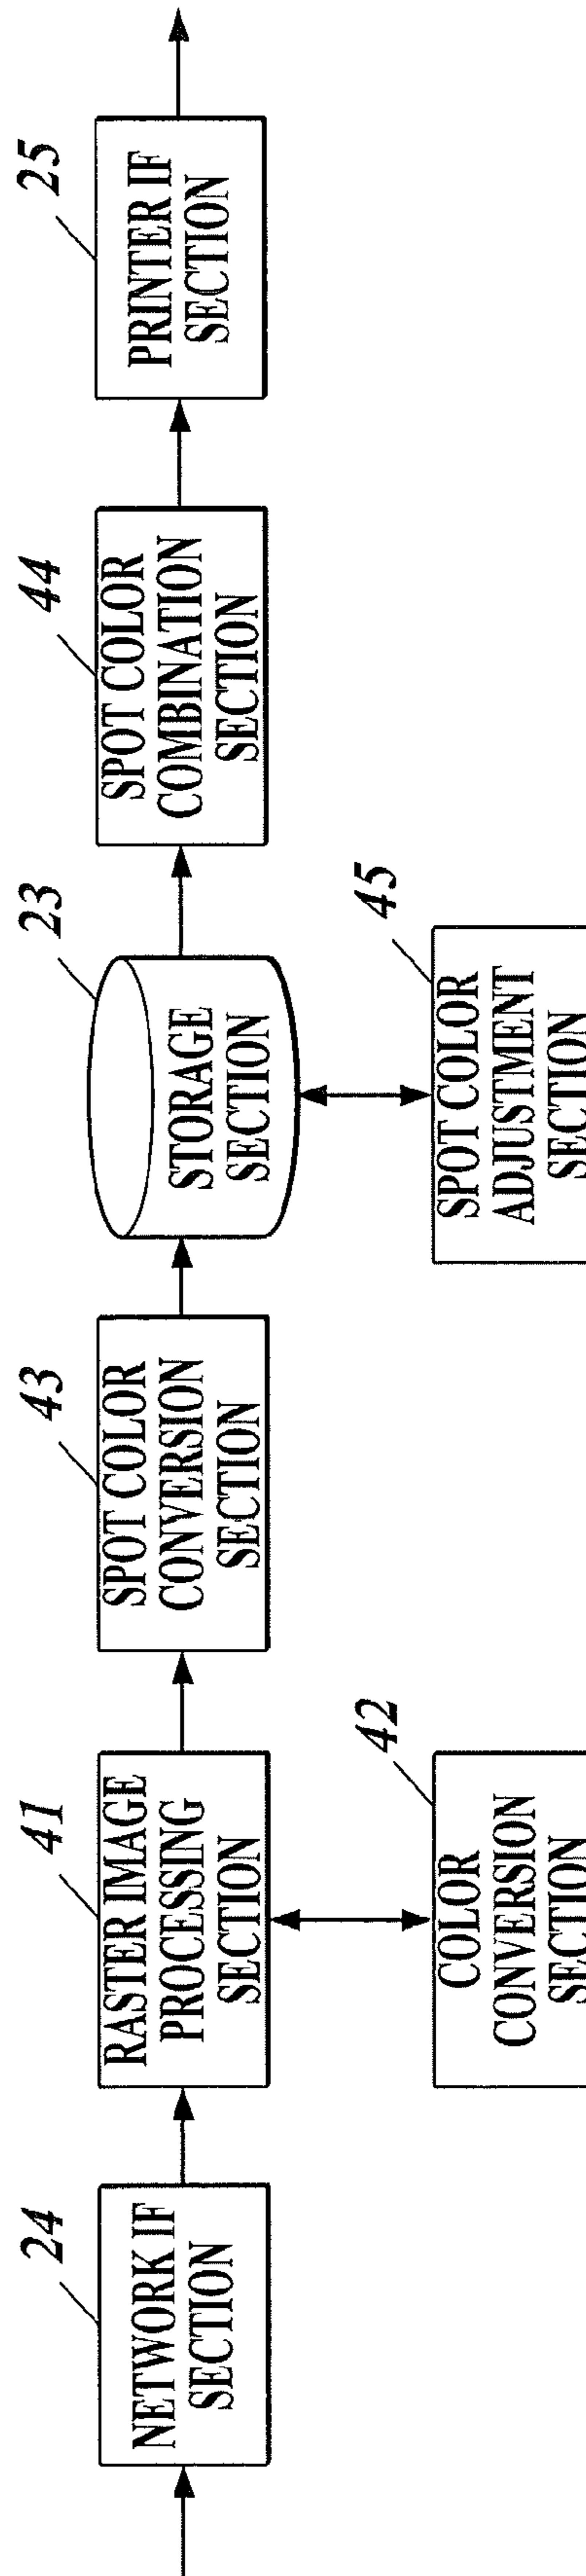 24
NETWORK IF
SECTION
41
RASTER IMAGE
PROCESSING
SECTION
42
COLOR
CONVERSION
SECTION
43
SPOT COLOR
CONVERSION
SECTION
23
STORAGE
SECTION
45
SPOT COLOR
ADJUSTMENT
SECTION
44
SPOT COLOR
COMBINATION
SECTION
25
PRINTER IF
SECTION